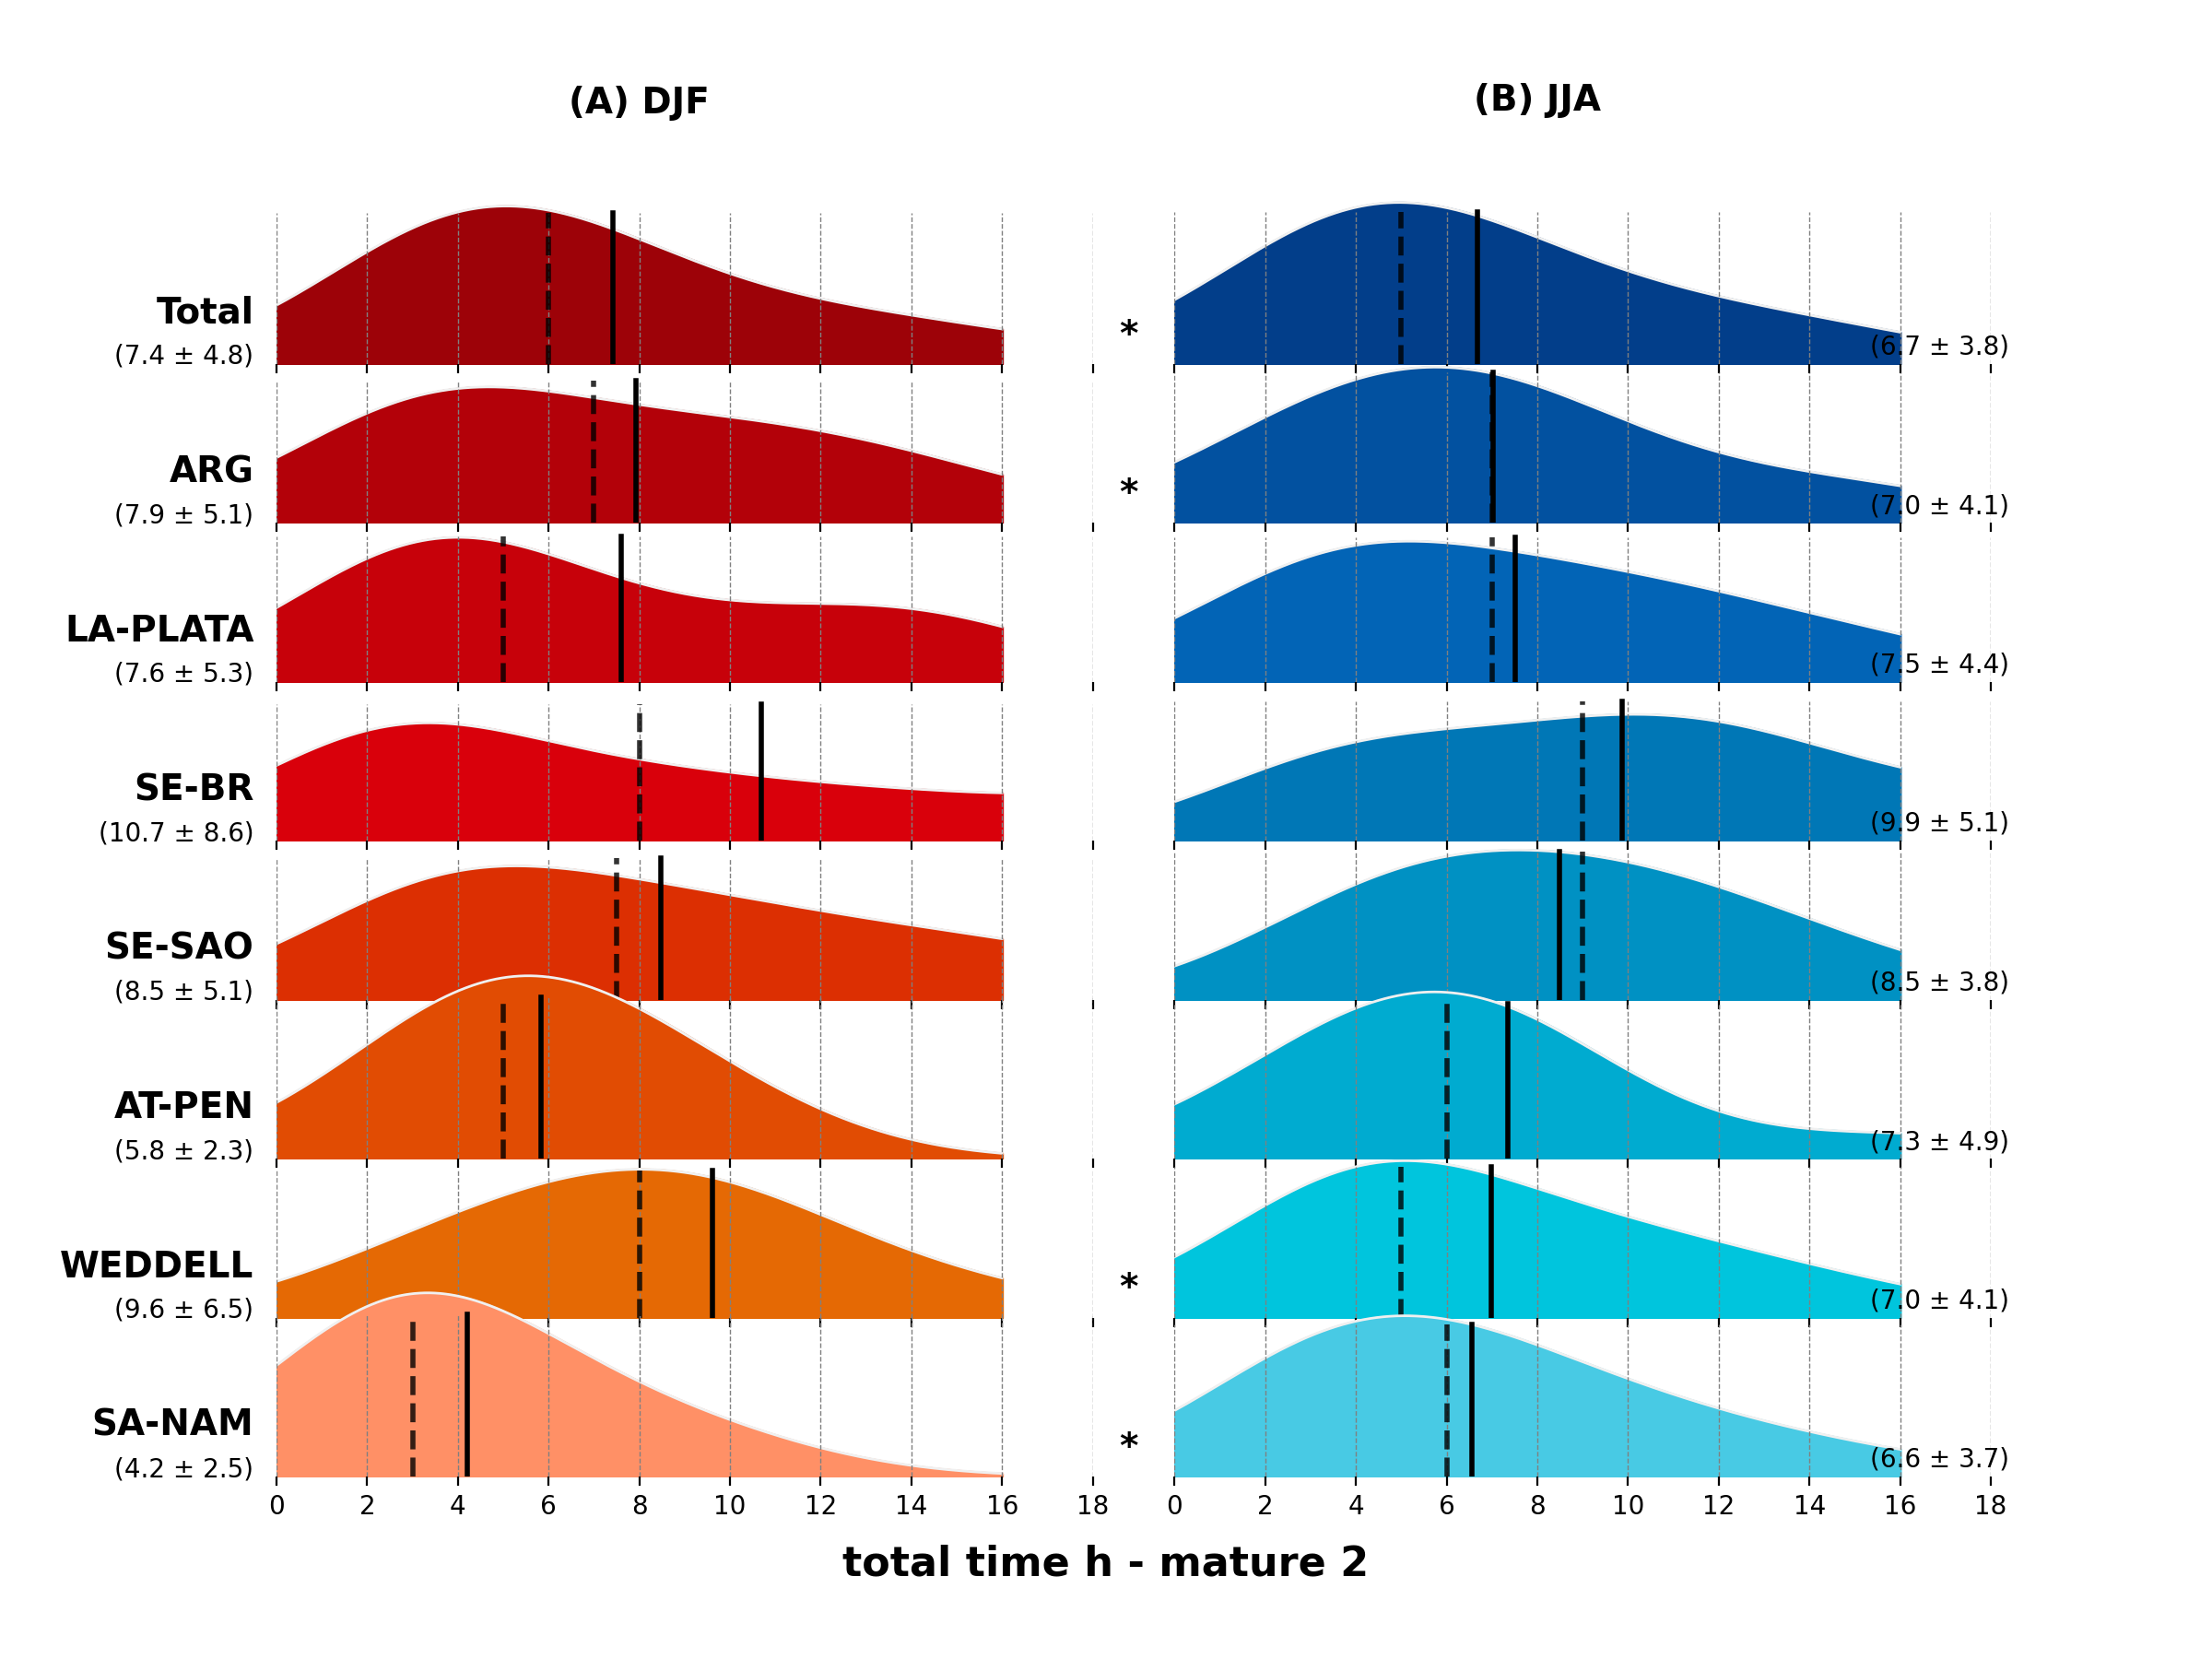 (A) DJF
(B) JJA
Total
(7.4 ± 4.8)
*
(6.7 ± 3.8)
ARG
(7.9 ± 5.1)
*
(7.0 ± 4.1)
LA-PLATA
(7.6 ± 5.3)
(7.5 ± 4.4)
SE-BR
(10.7 ± 8.6)
(9.9 ± 5.1)
SE-SAO
(8.5 ± 5.1)
(8.5 ± 3.8)
AT-PEN
(5.8 ± 2.3)
(7.3 ± 4.9)
WEDDELL
(9.6 ± 6.5)
*
(7.0 ± 4.1)
SA-NAM
(4.2 ± 2.5)
*
(6.6 ± 3.7)
0 2 4 6 8 10 12 14 16 18
0 2 4 6 8 10 12 14 16 18
total time h - mature 2